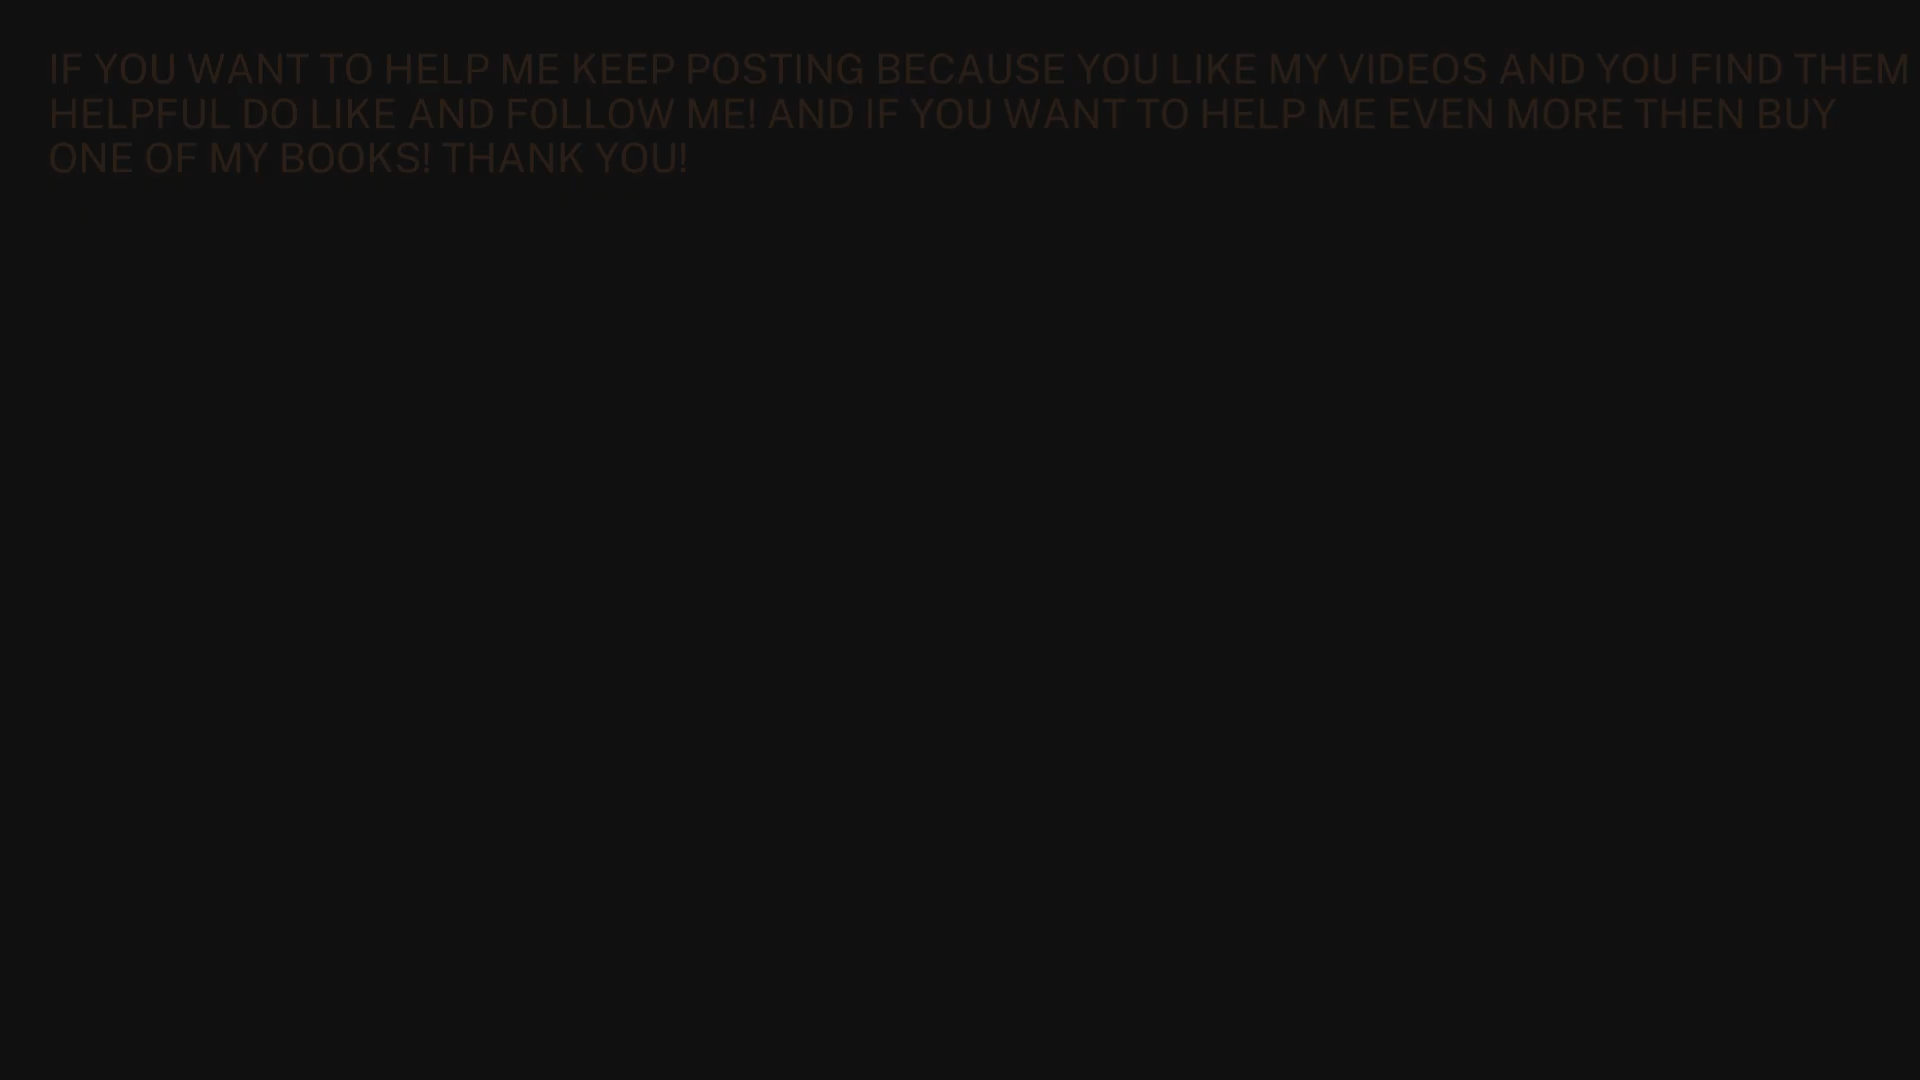 IF YOU WANT TO HELP ME KEEP POSTING BECAUSE YOU LIKE MY VIDEOS AND YOU FIND THEM
HELPFUL DO LIKE AND FOLLOW ME! AND IF YOU WANT TO HELP ME EVEN MORE THEN BUY
ONE OF MY BOOKS! THANK YOU!